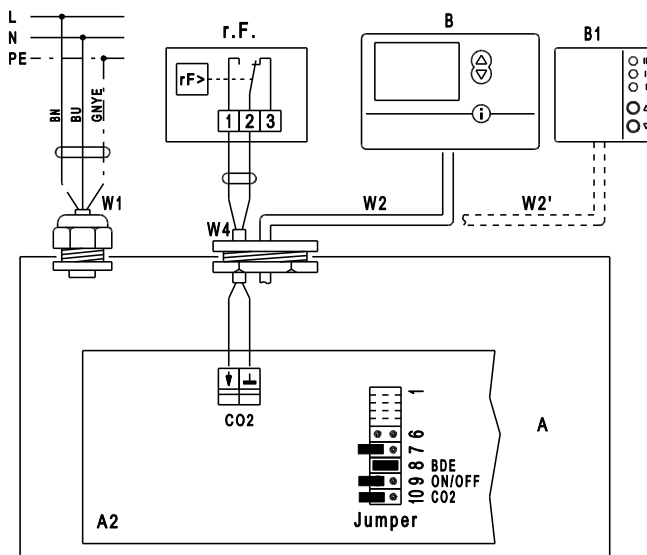 L
N
PE
BN
BU
GNYE
r.F.
B
B1
rF>
1 2 3
i
W1
W4
W2
W2'
CO2
A
1
6
7
8 BDE
9 ON/OFF
10 CO2
A2
Jumper